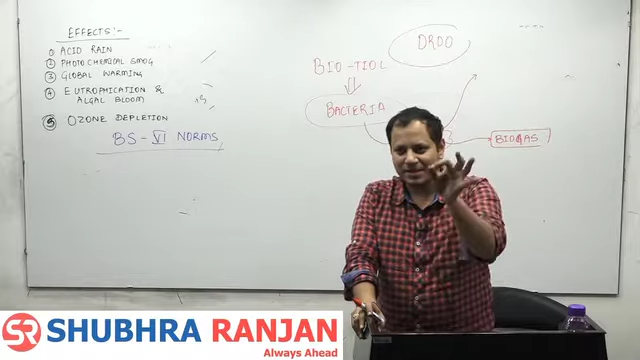 EFFECTS:-
① ACID RAIN
② PHOTOCHEMICAL SMOG
③ GLOBAL WARMING
④ EUTROPHICATION &
ALGAL BLOOM
⑤ OZONE DEPLETION
BS - VI NORMS
DRDO
BIO-TIOL
BACTERIA
BIOGAS
SR SHUBHRA RANJAN
Always Ahead